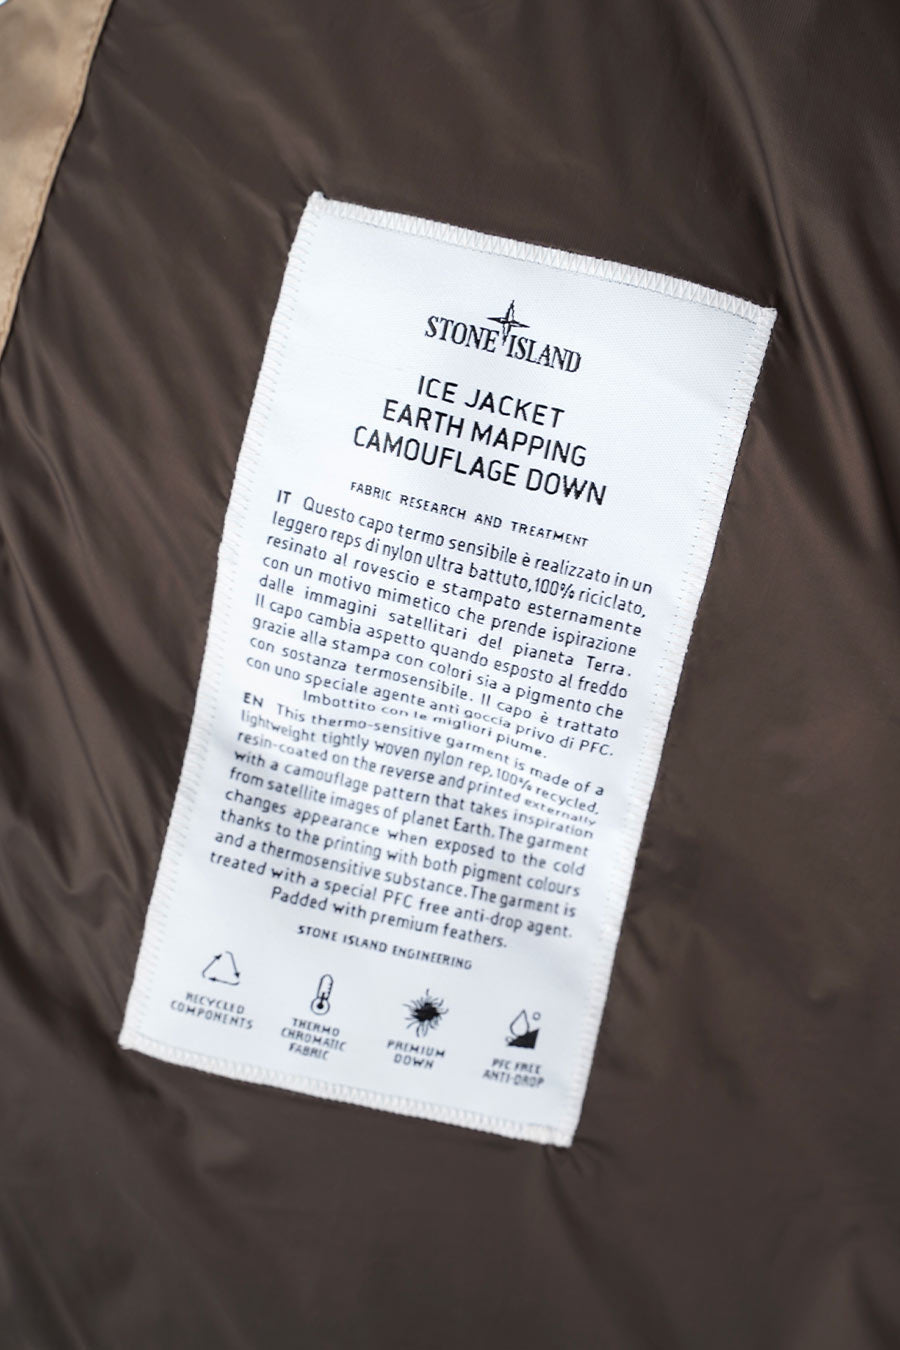 STONE ISLAND
ICE JACKET
EARTH MAPPING
CAMOUFLAGE DOWN
FABRIC RESEARCH AND TREATMENT
IT Questo capo termo sensibile è realizzato in un
leggero reps di nylon ultra battuto, 100% riciclato,
resinato al rovescio e stampato esternamente
con un motivo mimetico che prende ispirazione
dalle immagini satellitari del pianeta Terra.
Il capo cambia aspetto quando esposto al freddo
grazie alla stampa con colori sia a pigmento che
con sostanza termosensibile. Il capo è trattato
con uno speciale agente anti goccia privo di PFC.
Imbottito con le migliori piume.
EN This thermo-sensitive garment is made of a
lightweight tightly woven nylon rep, 100% recycled,
resin-coated on the reverse and printed externally
with a camouflage pattern that takes inspiration
from satellite images of planet Earth. The garment
changes appearance when exposed to the cold
thanks to the printing with both pigment colours
and a thermosensitive substance. The garment is
treated with a special PFC free anti-drop agent.
Padded with premium feathers.
STONE ISLAND ENGINEERING
RECYCLED
COMPONENTS
THERMO
CHROMATIC
FABRIC
PREMIUM
DOWN
PFC FREE
ANTI-DROP